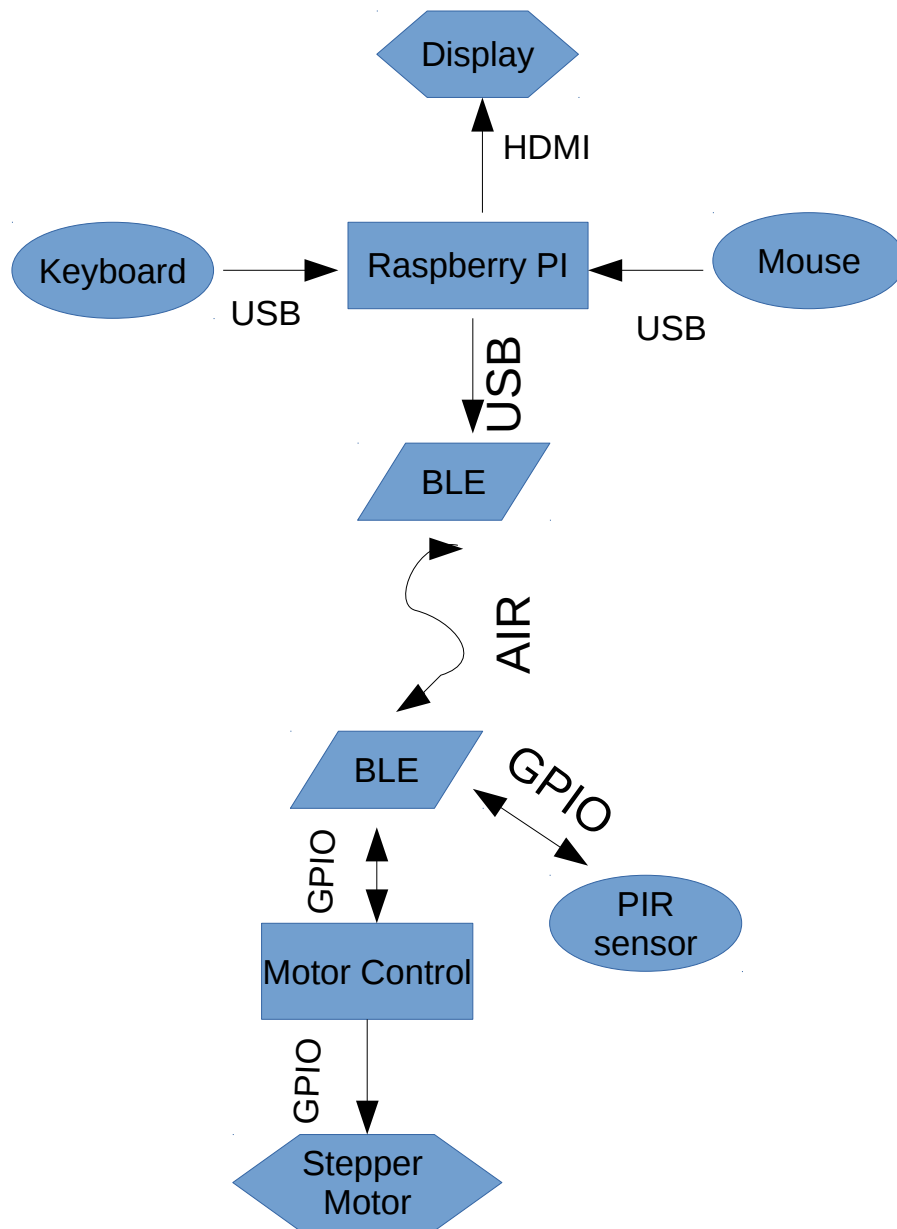 Display
HDMI
Keyboard
Raspberry PI
Mouse
USB
USB
USB
BLE
AIR
BLE
GPIO
GPIO
PIR
sensor
Motor Control
GPIO
Stepper
Motor